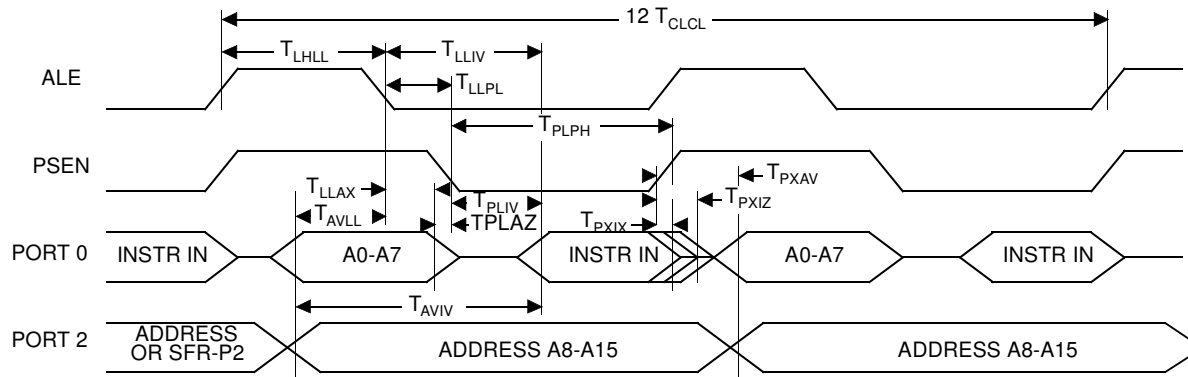 12 TCLCL
TLHLL TLLIV
ALE TLLPL
TPLPH
PSEN
TLLAX TPXAV
TPLIV TPXIZ
TAVLL TPLAZ TPXIX
PORT 0 INSTR IN A0-A7 INSTR IN A0-A7 INSTR IN
TAVIV
PORT 2 ADDRESS OR SFR-P2 ADDRESS A8-A15 ADDRESS A8-A15